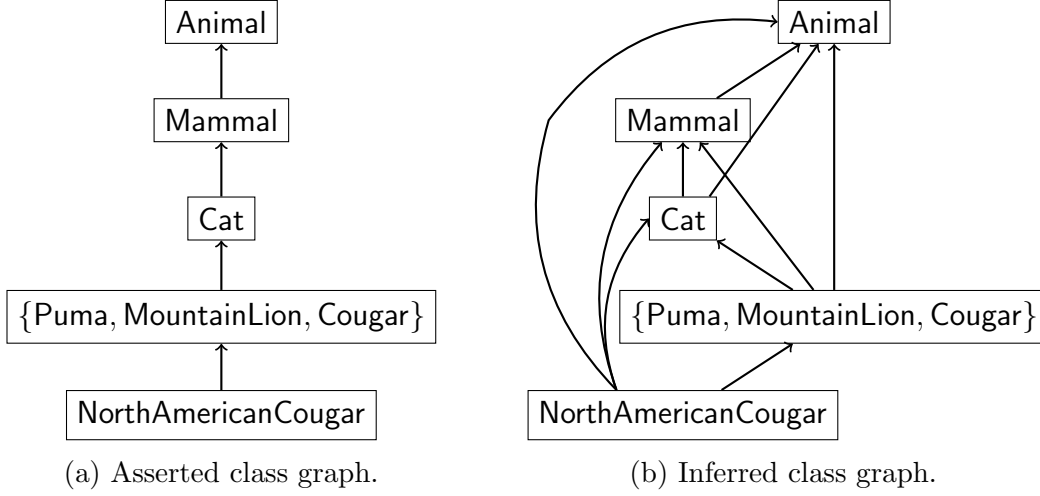 Animal
Mammal
Cat
{Puma, MountainLion, Cougar}
NorthAmericanCougar
(a) Asserted class graph.
Animal
Mammal
Cat
{Puma, MountainLion, Cougar}
NorthAmericanCougar
(b) Inferred class graph.